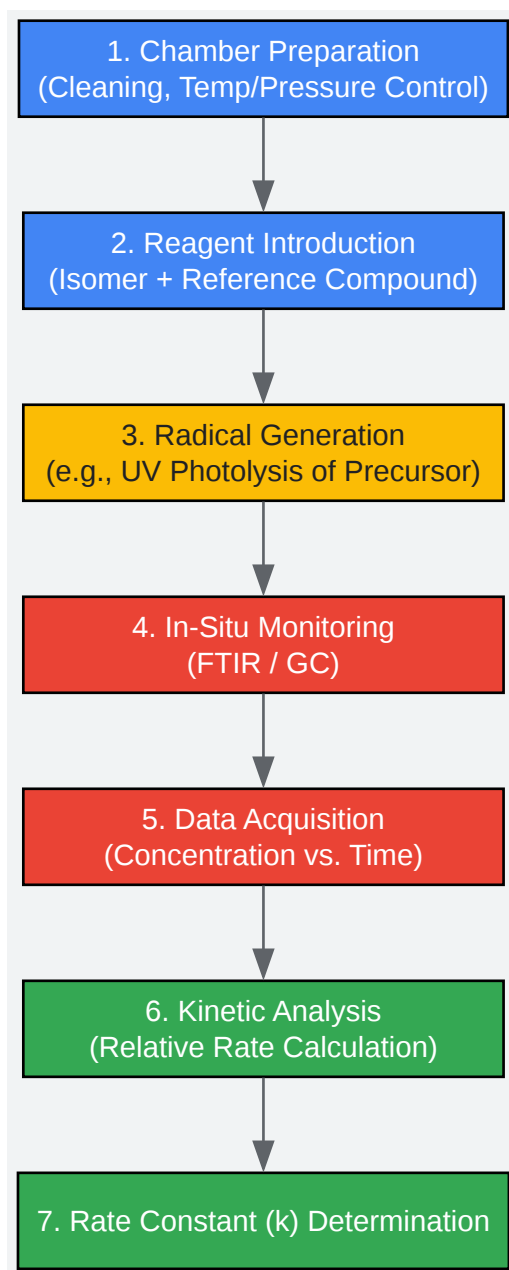 1. Chamber Preparation
(Cleaning, Temp/Pressure Control)
2. Reagent Introduction
(Isomer + Reference Compound)
3. Radical Generation
(e.g., UV Photolysis of Precursor)
4. In-Situ Monitoring
(FTIR / GC)
5. Data Acquisition
(Concentration vs. Time)
6. Kinetic Analysis
(Relative Rate Calculation)
7. Rate Constant (k) Determination